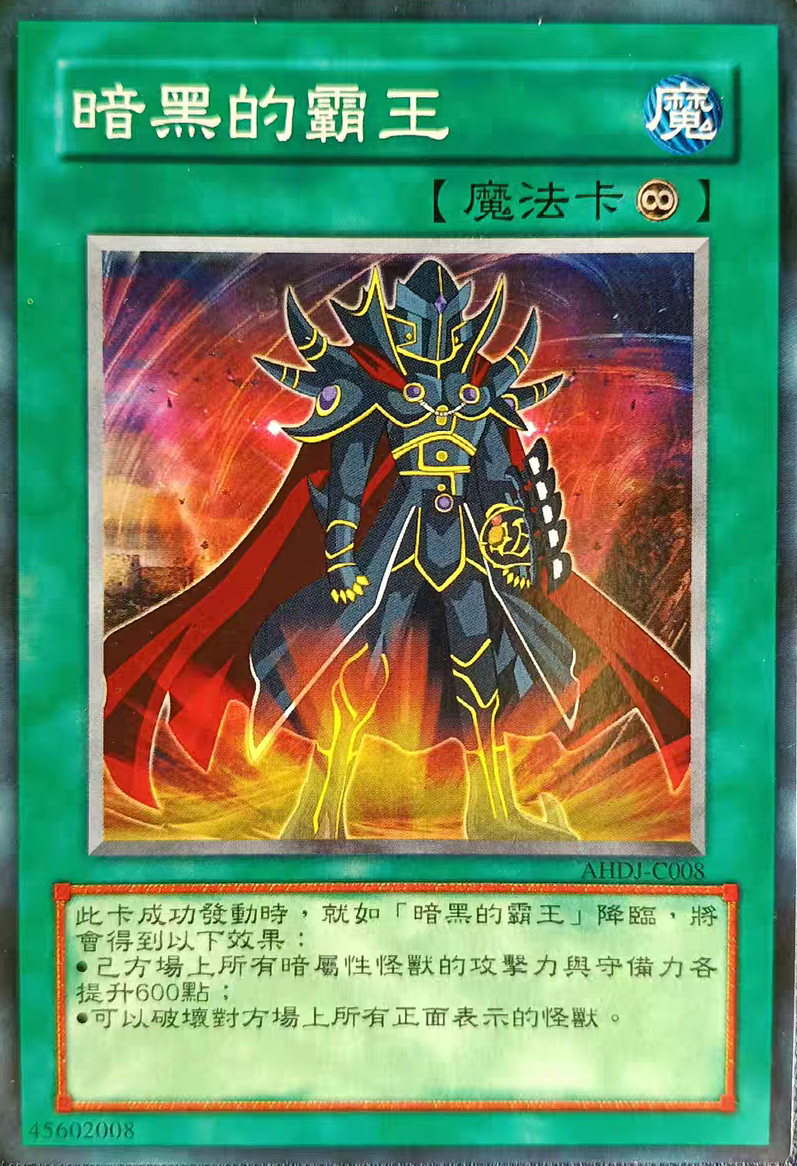 暗黑的霸王 魔
【魔法卡♾】
AHDJ-C008
此卡成功發動時，就如「暗黑的霸王」降臨，將
會得到以下效果：
●己方場上所有暗屬性怪獸的攻擊力與守備力各
提升600點；
●可以破壞對方場上所有正面表示的怪獸。
45602008